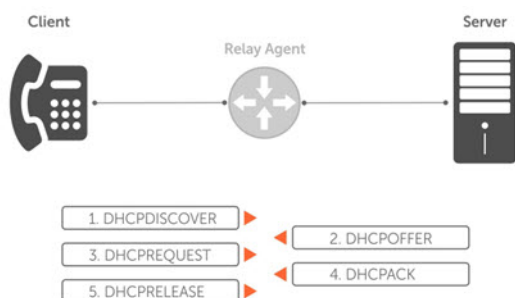 Client
Server
Relay Agent
1. DHCPDISCOVER
2. DHCPOFFER
3. DHCPREQUEST
4. DHCPACK
5. DHCPRELEASE